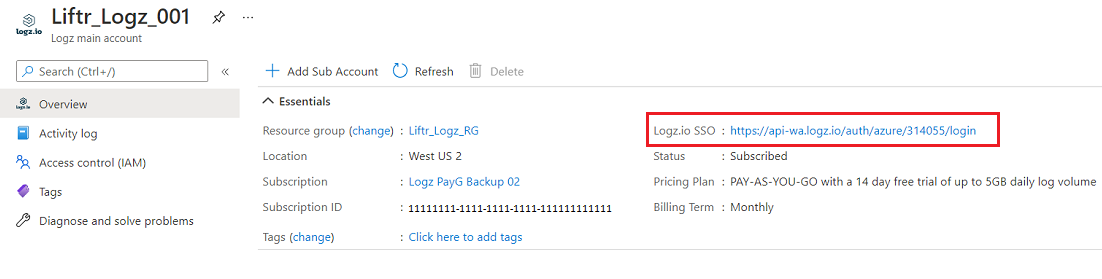 Liftr_Logz_001 ...
logz.io
Logz main account
Search (Ctrl+/) «
Overview
Activity log
Access control (IAM)
Tags
Diagnose and solve problems
Add Sub Account Refresh Delete
Essentials
Resource group (change) : Liftr_Logz_RG
Location : West US 2
Subscription : Logz PayG Backup 02
Subscription ID : 11111111-1111-1111-1111-111111111111
Tags (change) : Click here to add tags
Logz.io SSO : https://api-wa.logz.io/auth/azure/314055/login
Status : Subscribed
Pricing Plan : PAY-AS-YOU-GO with a 14 day free trial of up to 5GB daily log volume
Billing Term : Monthly